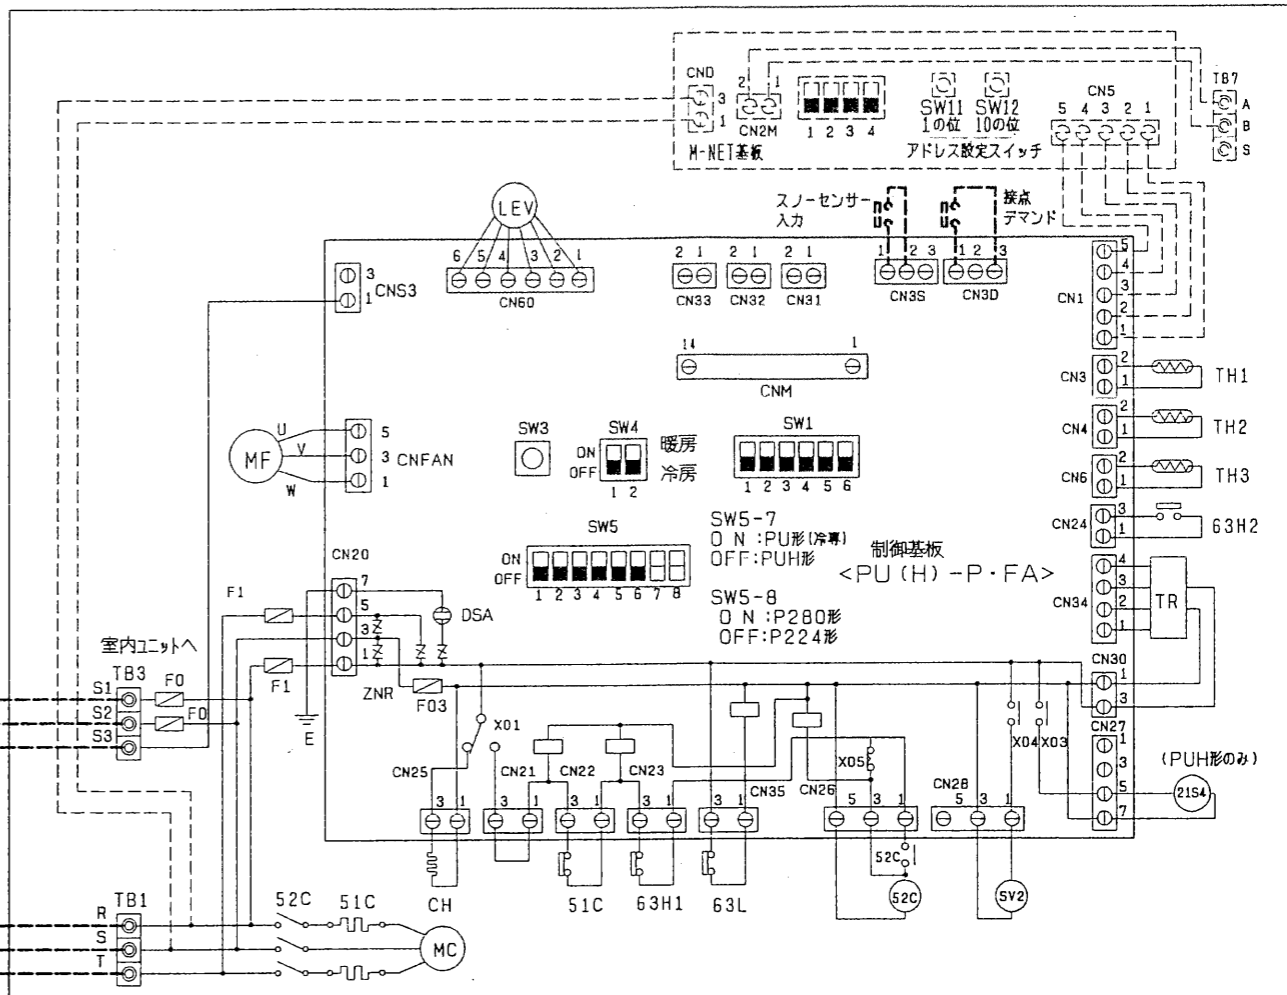 CND
3
1
2 1
CN2M
1 2 3 4
SW11
1の位
SW12
10の位
アドレス設定スイッチ
M-NET基板
CN5
5 4 3 2 1
TB7
A
B
S
LEV
6 5 4 3 2 1
CN60
スノーセンサー
入力
接点
デマンド
3
1
CNS3
2 1
CN33
2 1
CN32
2 1
CN31
1 2 3
CN3S
1 2 3
CN3D
5
4
3
2
1
CN1
14 1
CNM
2
1
CN3
TH1
2
1
CN4
TH2
2
1
CN6
TH3
3
1
CN24
63H2
MF
U
V
W
5
3
1
CNFAN
SW3
SW4
ON
OFF
1 2
暖房
冷房
SW1
1 2 3 4 5 6
SW5
ON
OFF
1 2 3 4 5 6 7 8
SW5-7
ON:PU形(冷専)
OFF:PUH形
SW5-8
ON:P280形
OFF:P224形
制御基板
<PU(H)-P・FA>
4
3
2
1
CN34
TR
CN20
7
5
3
1
DSA
F1
F1
ZNR
F03
E
室内ユニットへ
TB3
S1
S2
S3
F0
F0
CN30
1
3
CN27
1
3
5
7
(PUH形のみ)
21S4
X01
X04
X03
X05
CN25
3 1
CH
CN21
3 1
CN22
3 1
51C
CN23
3 1
63H1
CN35
3 1
63L
CN26
5 3 1
52C
52C
CN28
5 3 1
SV2
TB1
R
S
T
52C
51C
MC